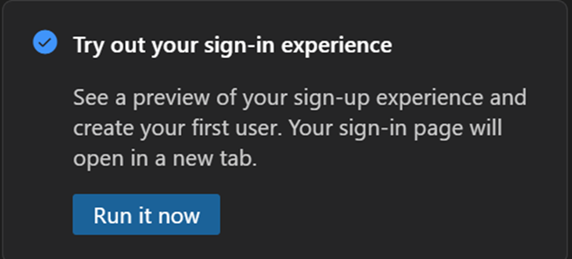 Try out your sign-in experience
See a preview of your sign-up experience and
create your first user. Your sign-in page will
open in a new tab.
Run it now